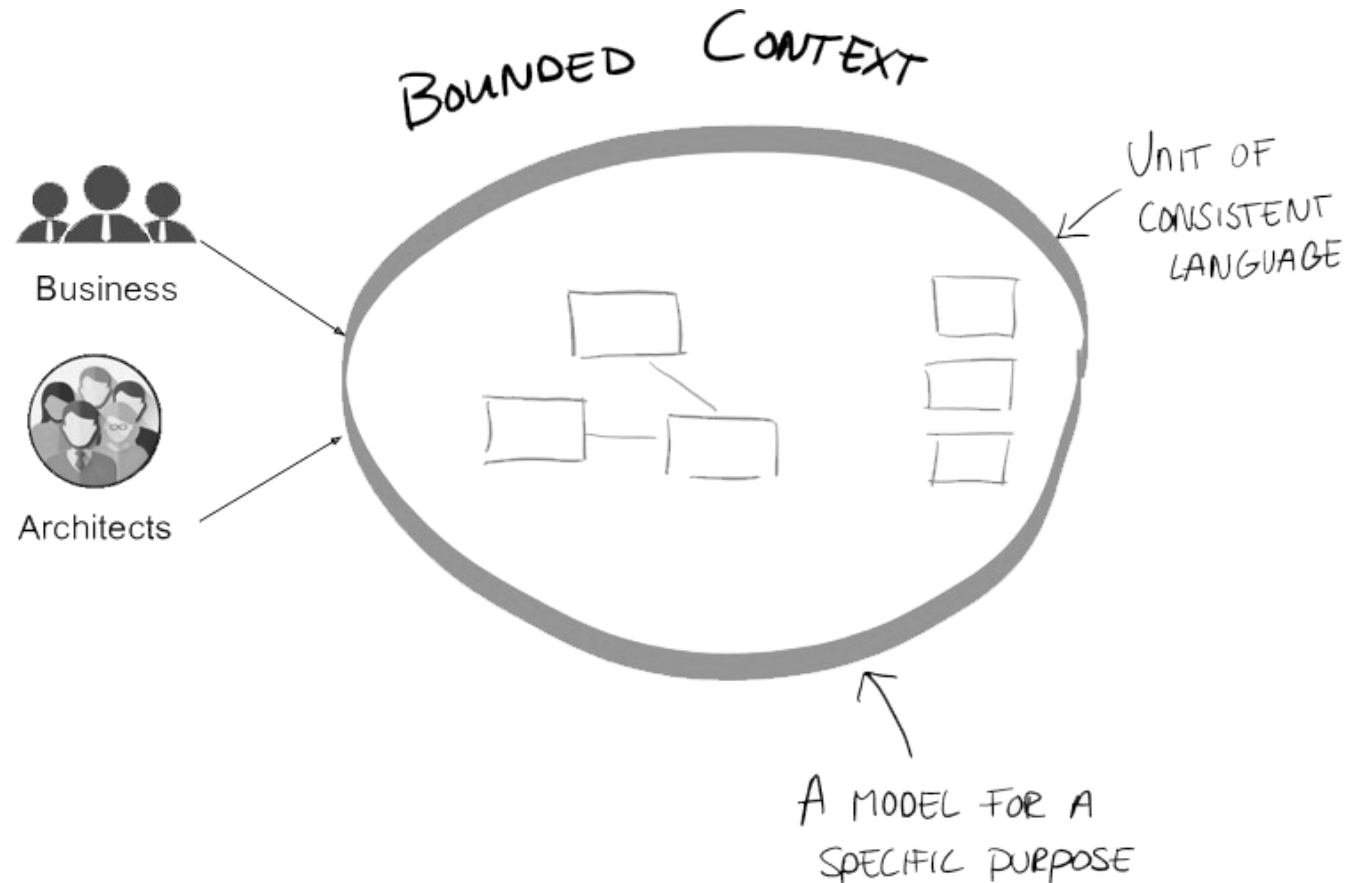 BOUNDED CONTEXT
UNIT OF
CONSISTENT
LANGUAGE
Business
Architects
A MODEL FOR A
SPECIFIC PURPOSE